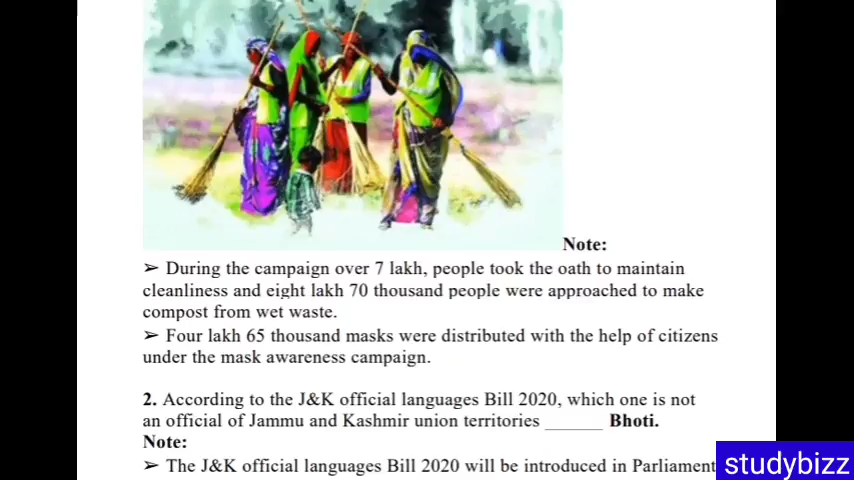 Note:
➢ During the campaign over 7 lakh, people took the oath to maintain
cleanliness and eight lakh 70 thousand people were approached to make
compost from wet waste.
➢ Four lakh 65 thousand masks were distributed with the help of citizens
under the mask awareness campaign.
2. According to the J&K official languages Bill 2020, which one is not
an official of Jammu and Kashmir union territories ______ Bhoti.
Note:
➢ The J&K official languages Bill 2020 will be introduced in Parliament
studybizz